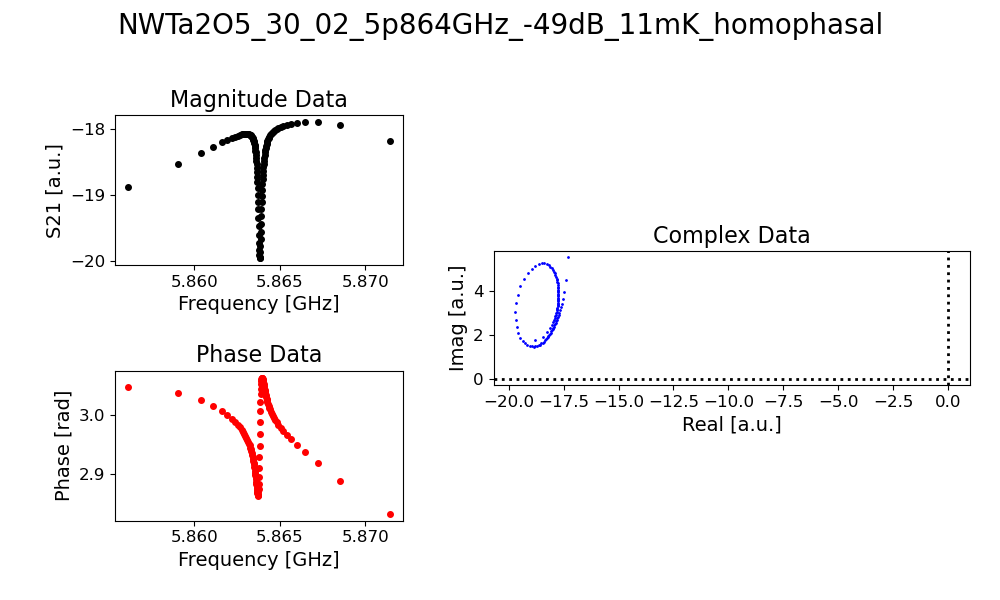 NWTa2O5_30_02_5p864GHz_-49dB_11mK_homophasal
Magnitude Data
S21 [a.u.]
−18
−19
−20
5.860 5.865 5.870
Frequency [GHz]
Phase Data
Phase [rad]
3.0
2.9
5.860 5.865 5.870
Frequency [GHz]
Complex Data
Imag [a.u.]
4
2
0
−20.0 −17.5 −15.0 −12.5 −10.0 −7.5 −5.0 −2.5 0.0
Real [a.u.]